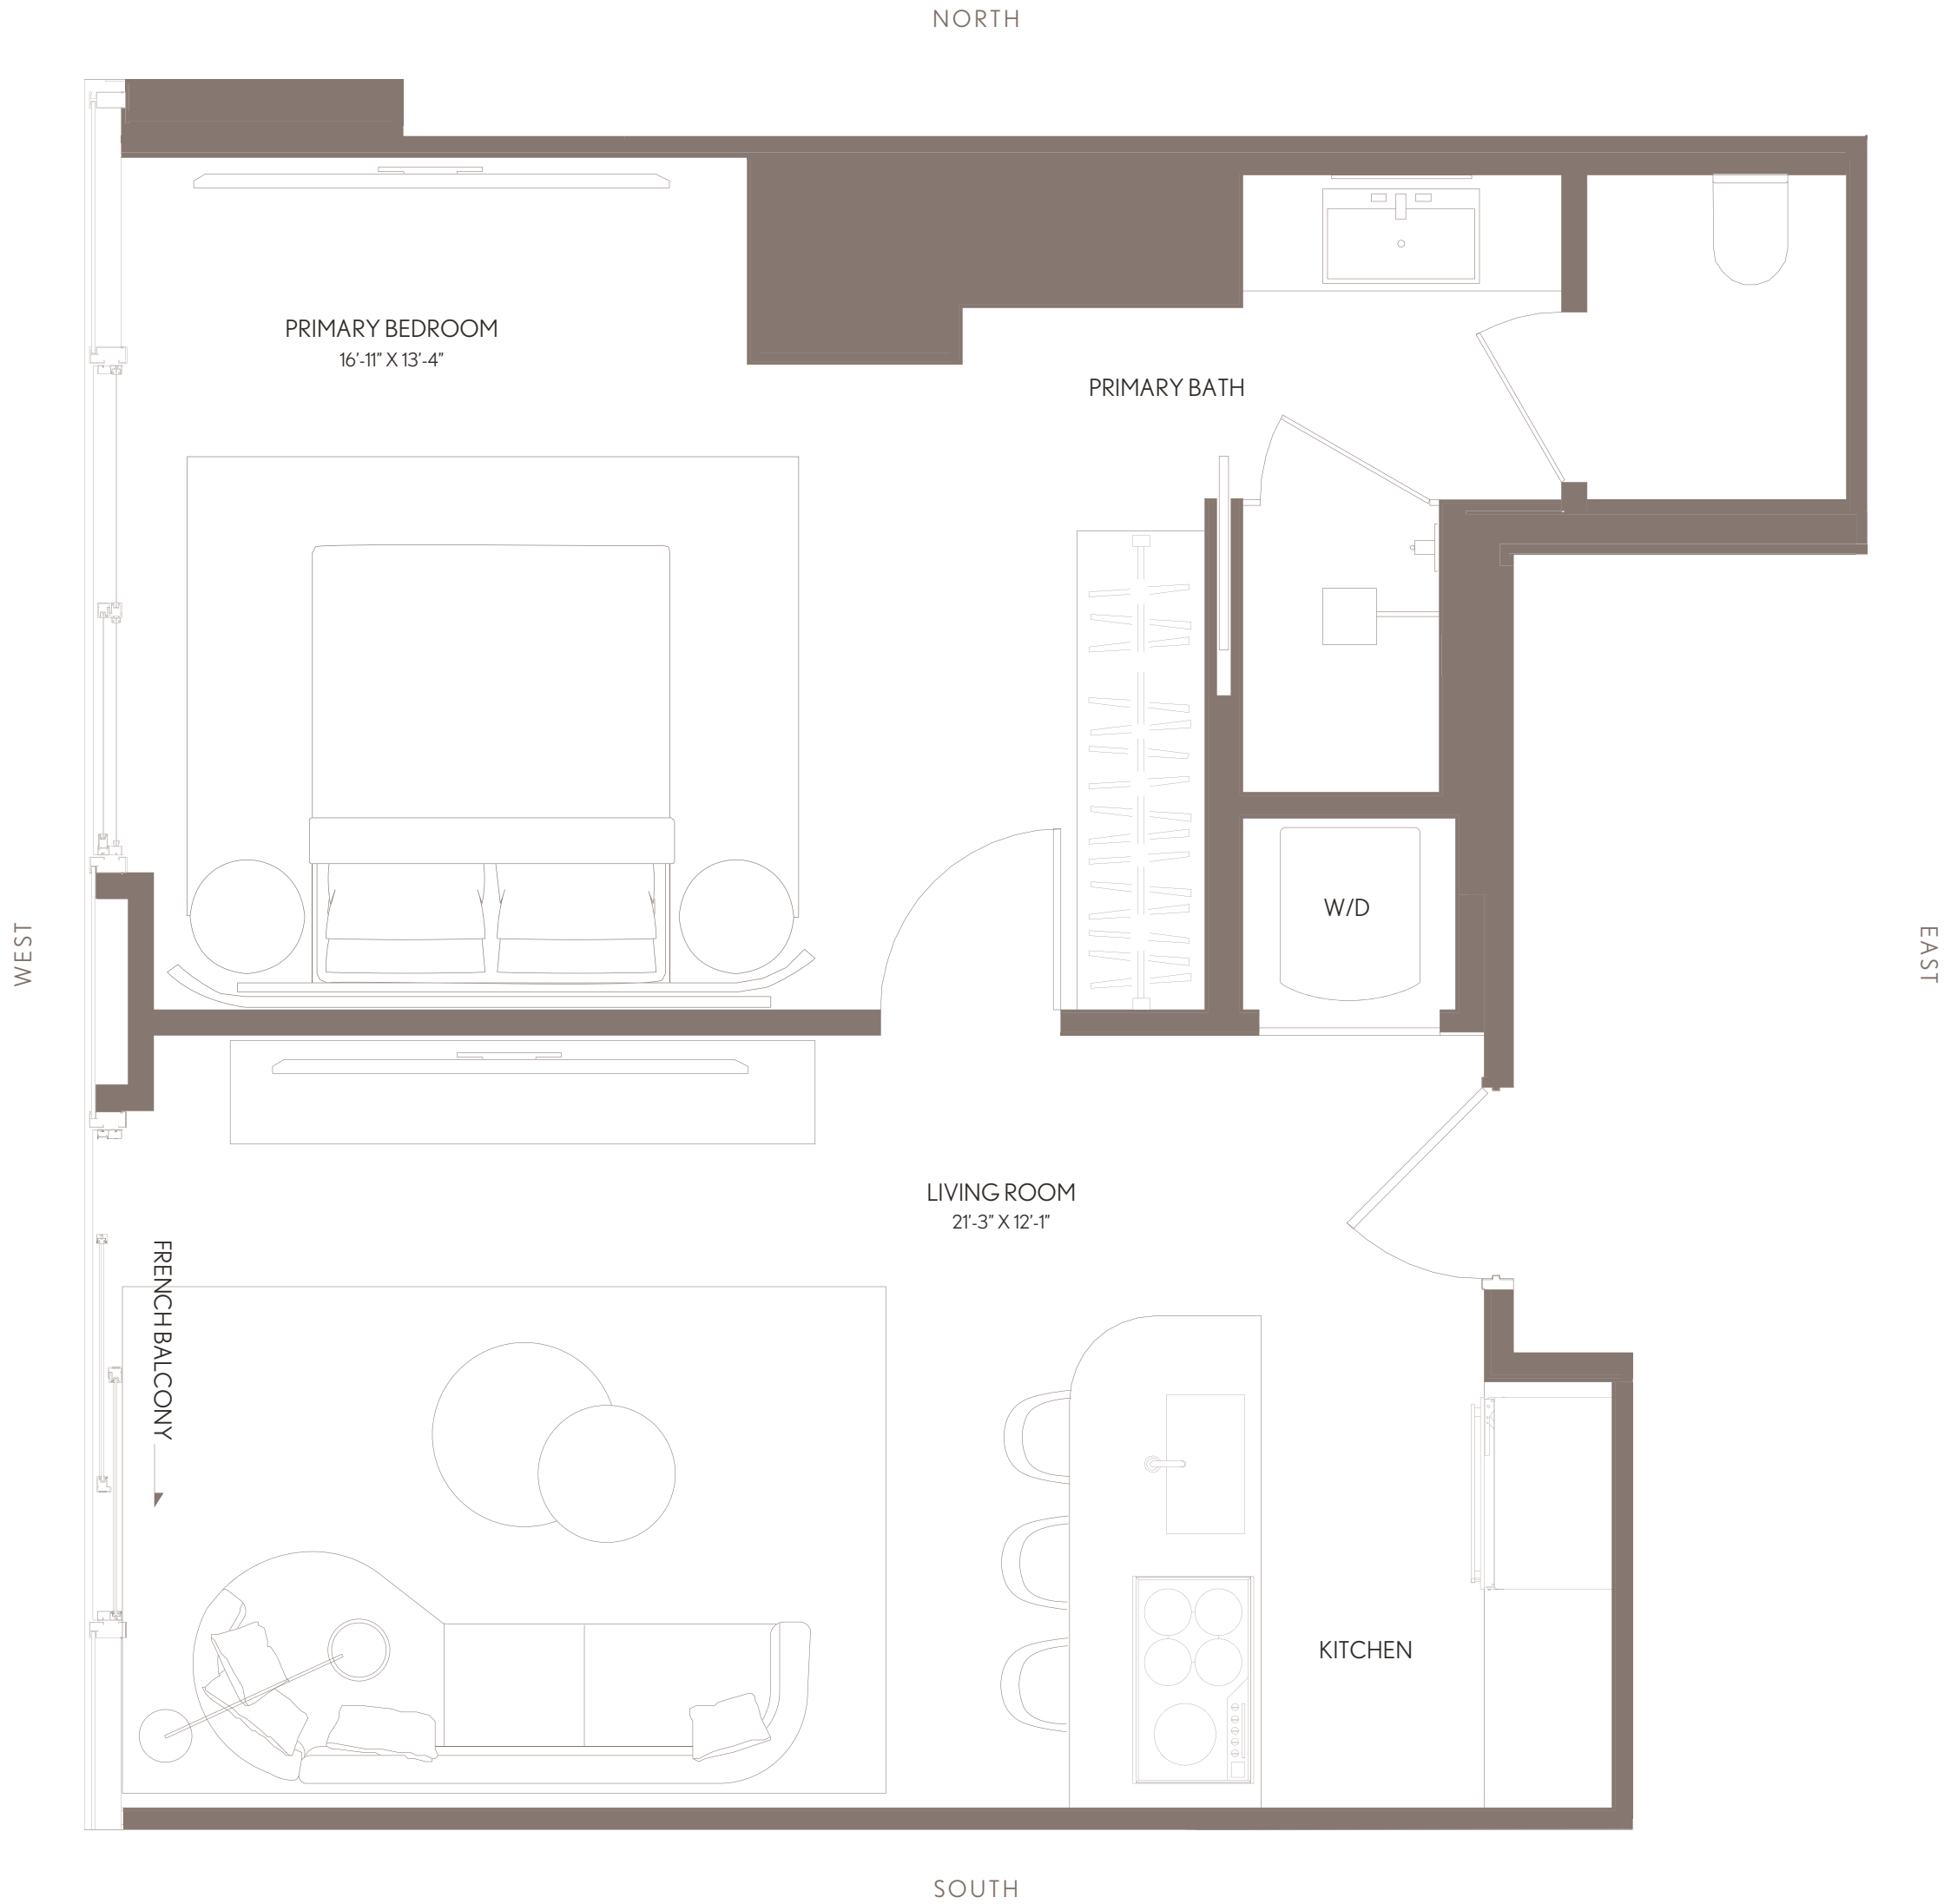 NORTH
PRIMARY BEDROOM
16'-11" X 13'-4"
PRIMARY BATH
W/D
WEST
EAST
LIVING ROOM
21'-3" X 12'-1"
FRENCH BALCONY
KITCHEN
SOUTH